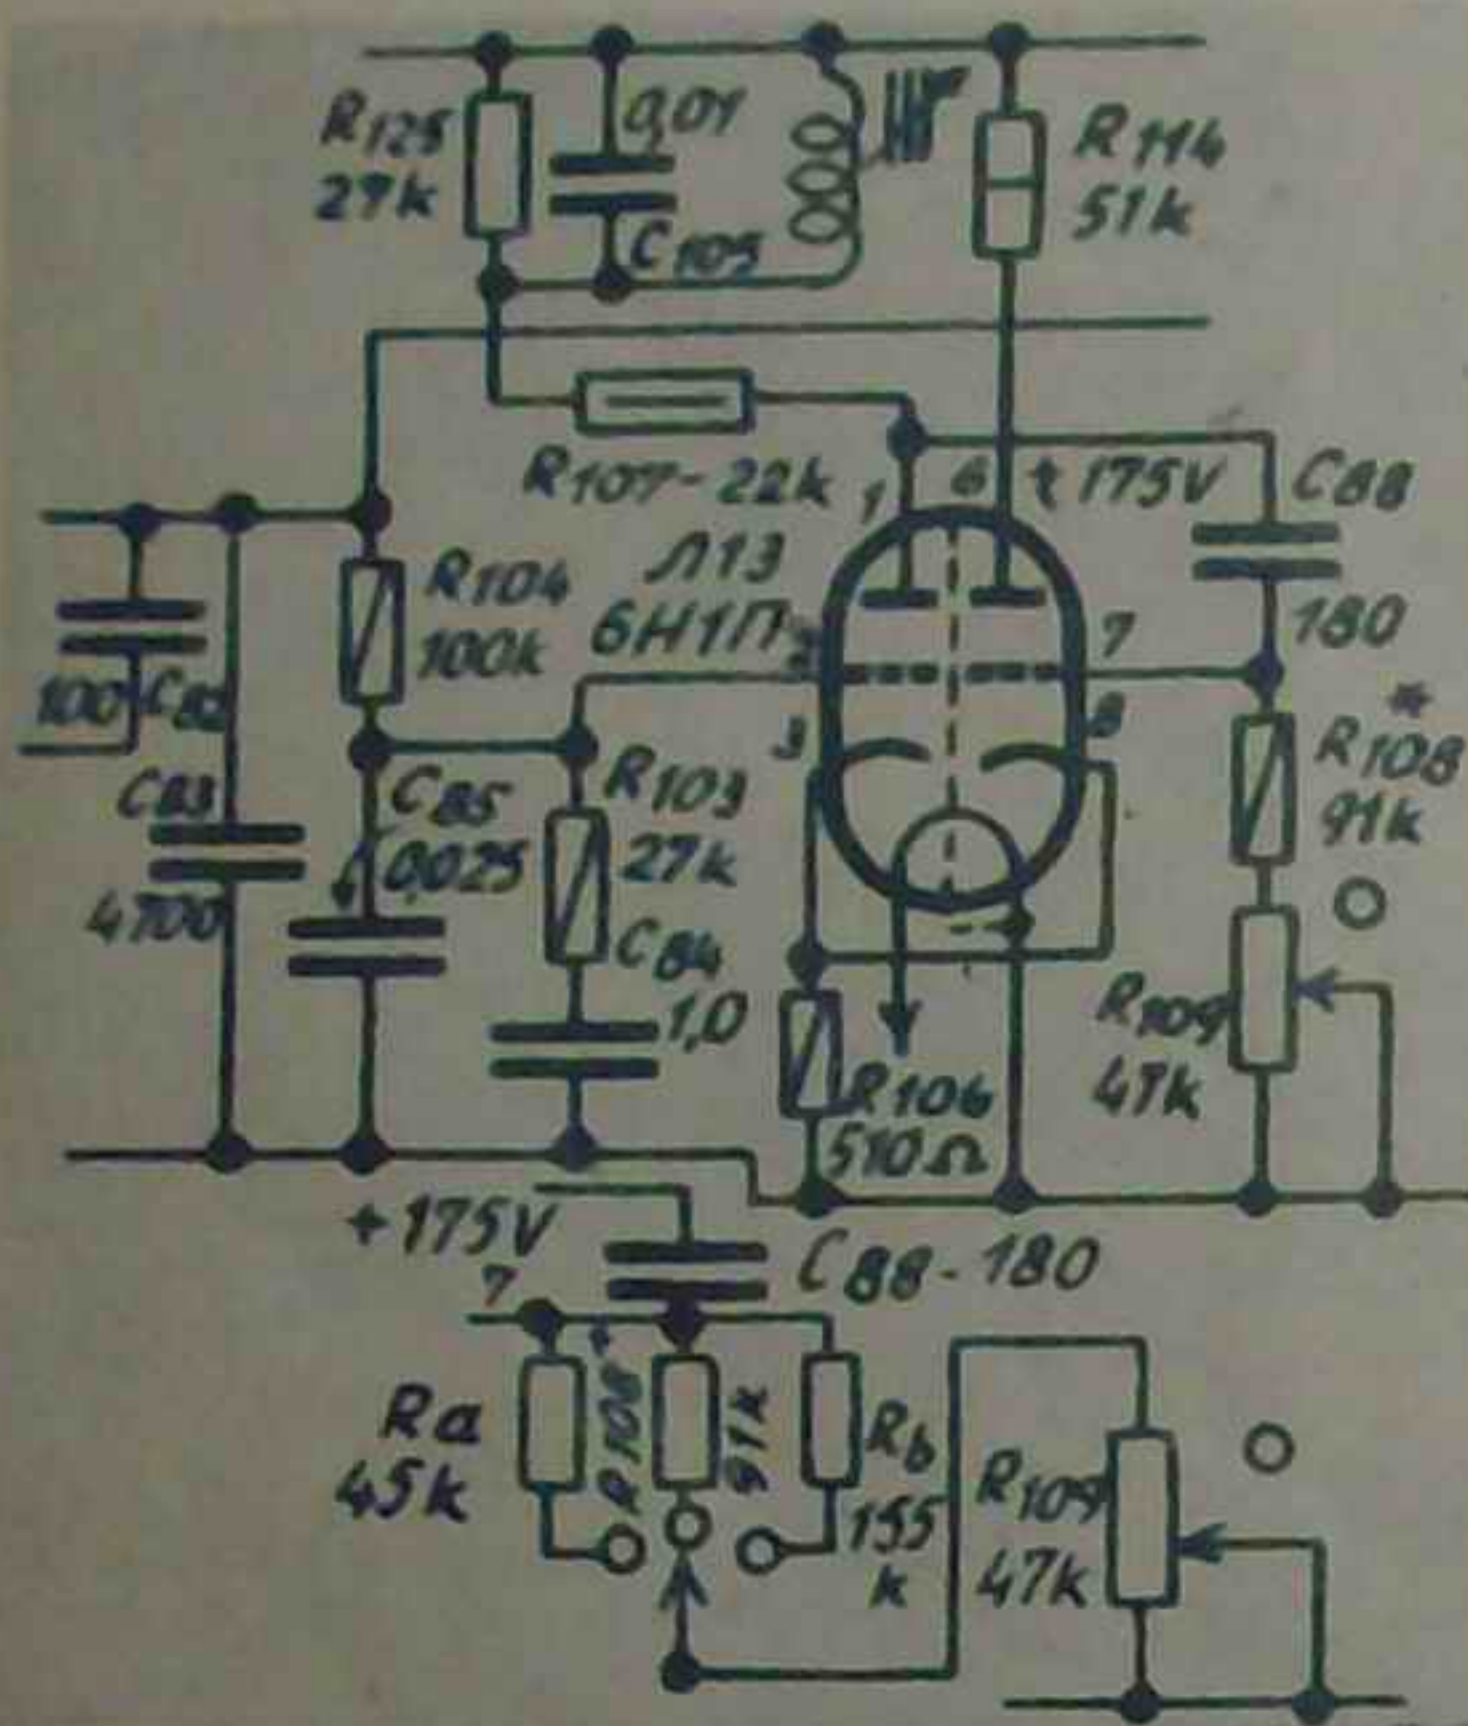 R125
27k
0,01
C105
R114
51k
R107-22k
1
6
+175V
C88
180
Л13
6Н1П
R104
100k
2
7
3
8
100
C83
4700
C85
0,025
R103
27k
C84
1,0
*
R108
91k
R109
47k
R106
510Ω
+175V
7
C88-180
Ra
45k
R108*
91k
Rb
155
k
R109
47k